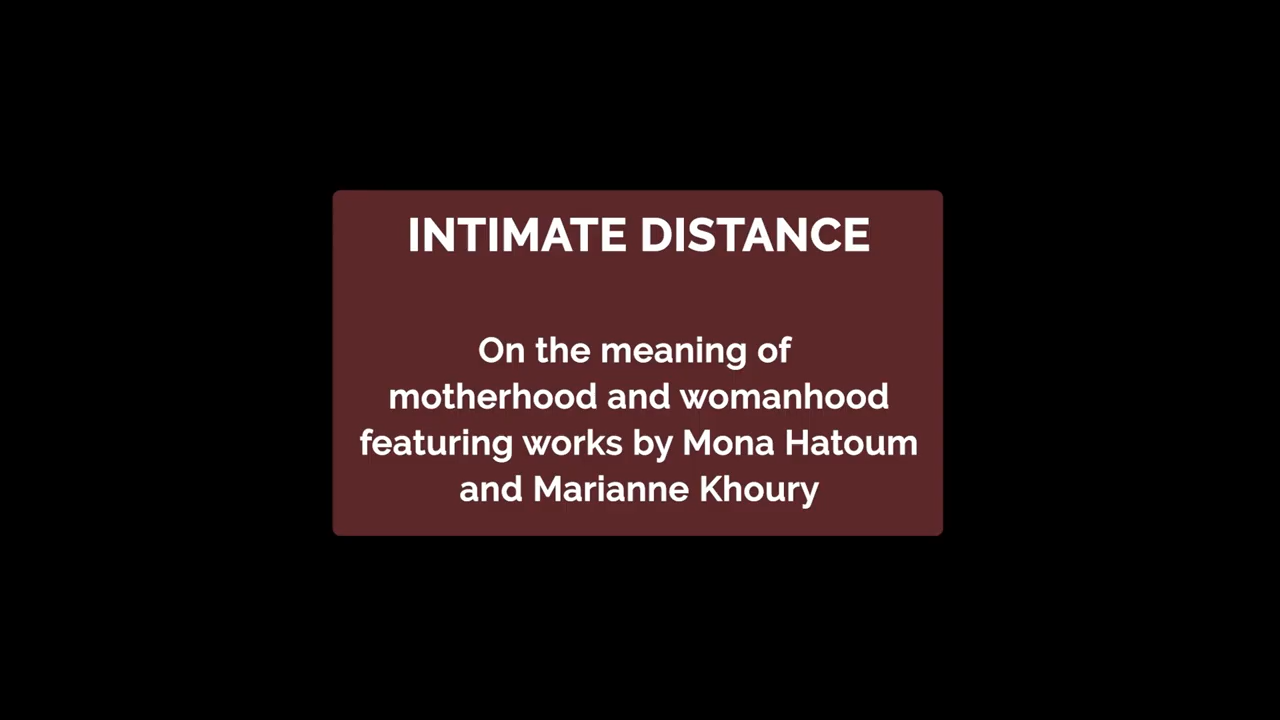 INTIMATE DISTANCE
On the meaning of
motherhood and womanhood
featuring works by Mona Hatoum
and Marianne Khoury